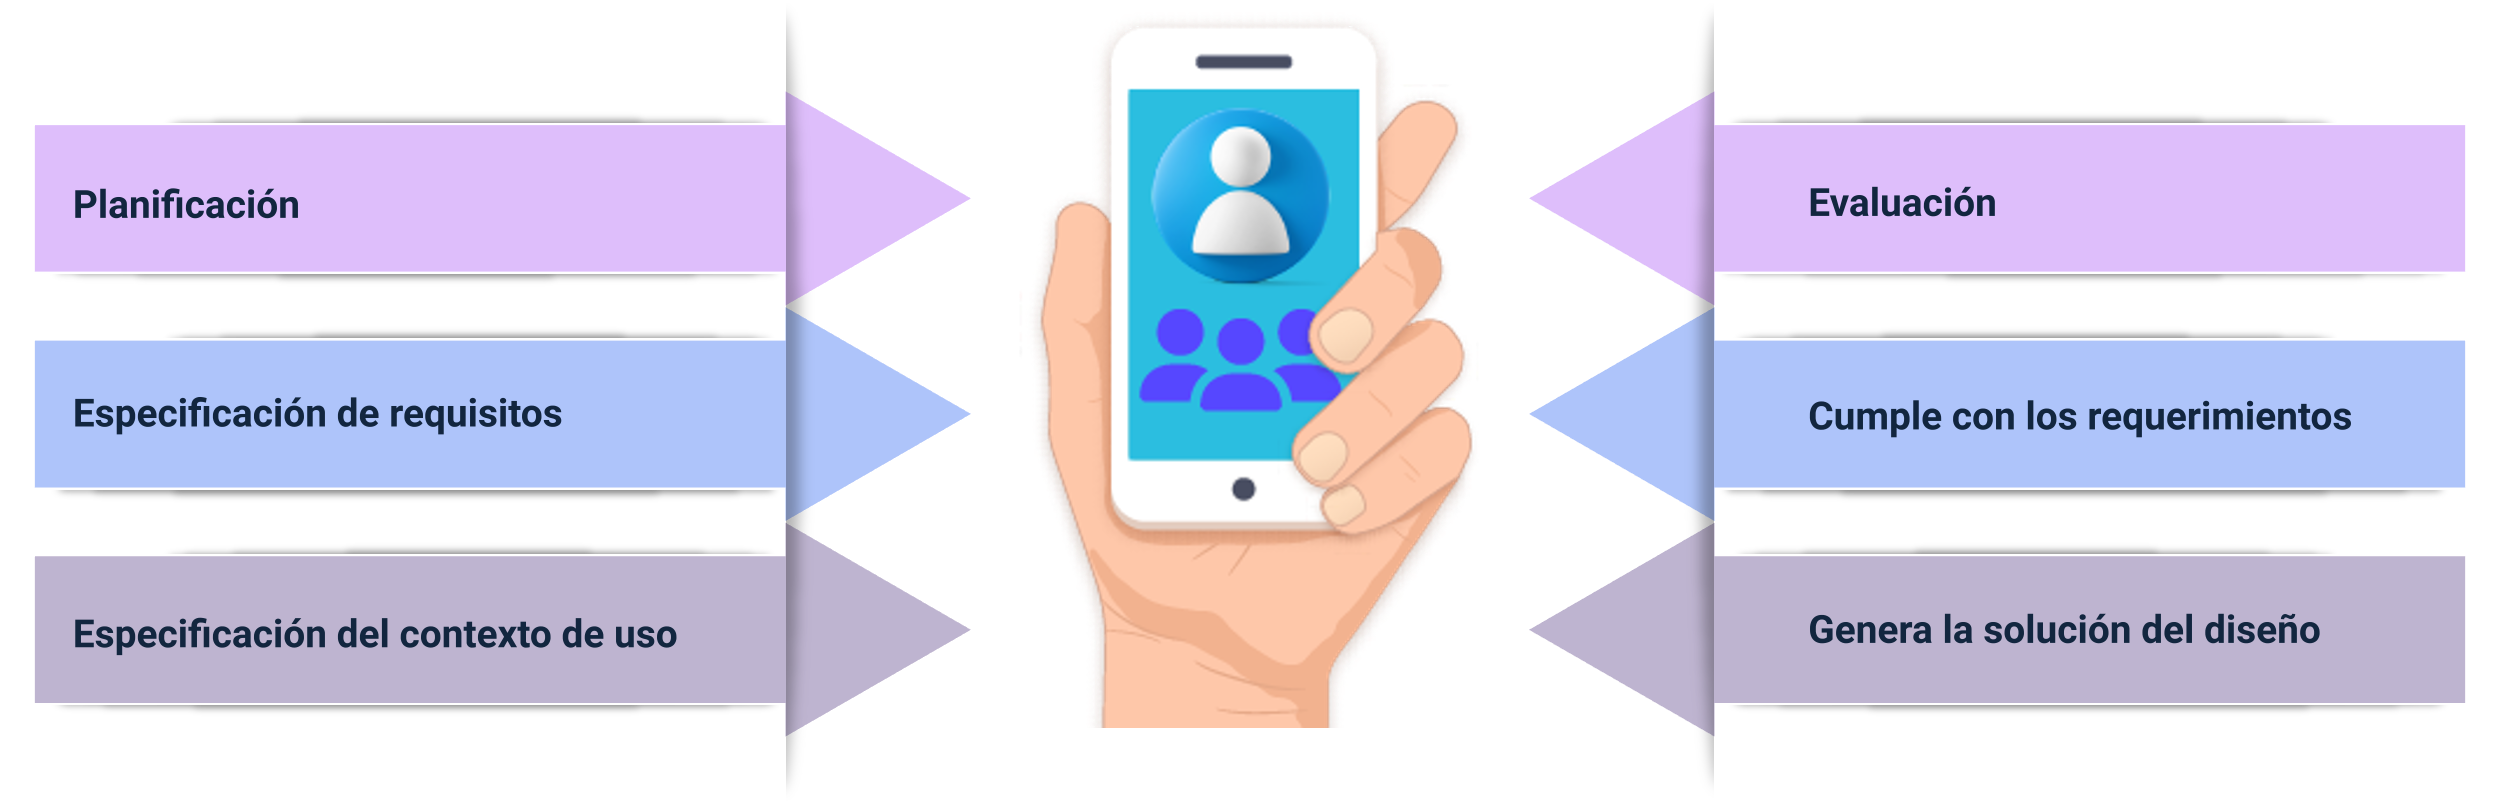 Planificación
Especificación de requisitos
Especificación del contexto de uso
Evaluación
Cumple con los requerimientos
Genera la solución del diseño